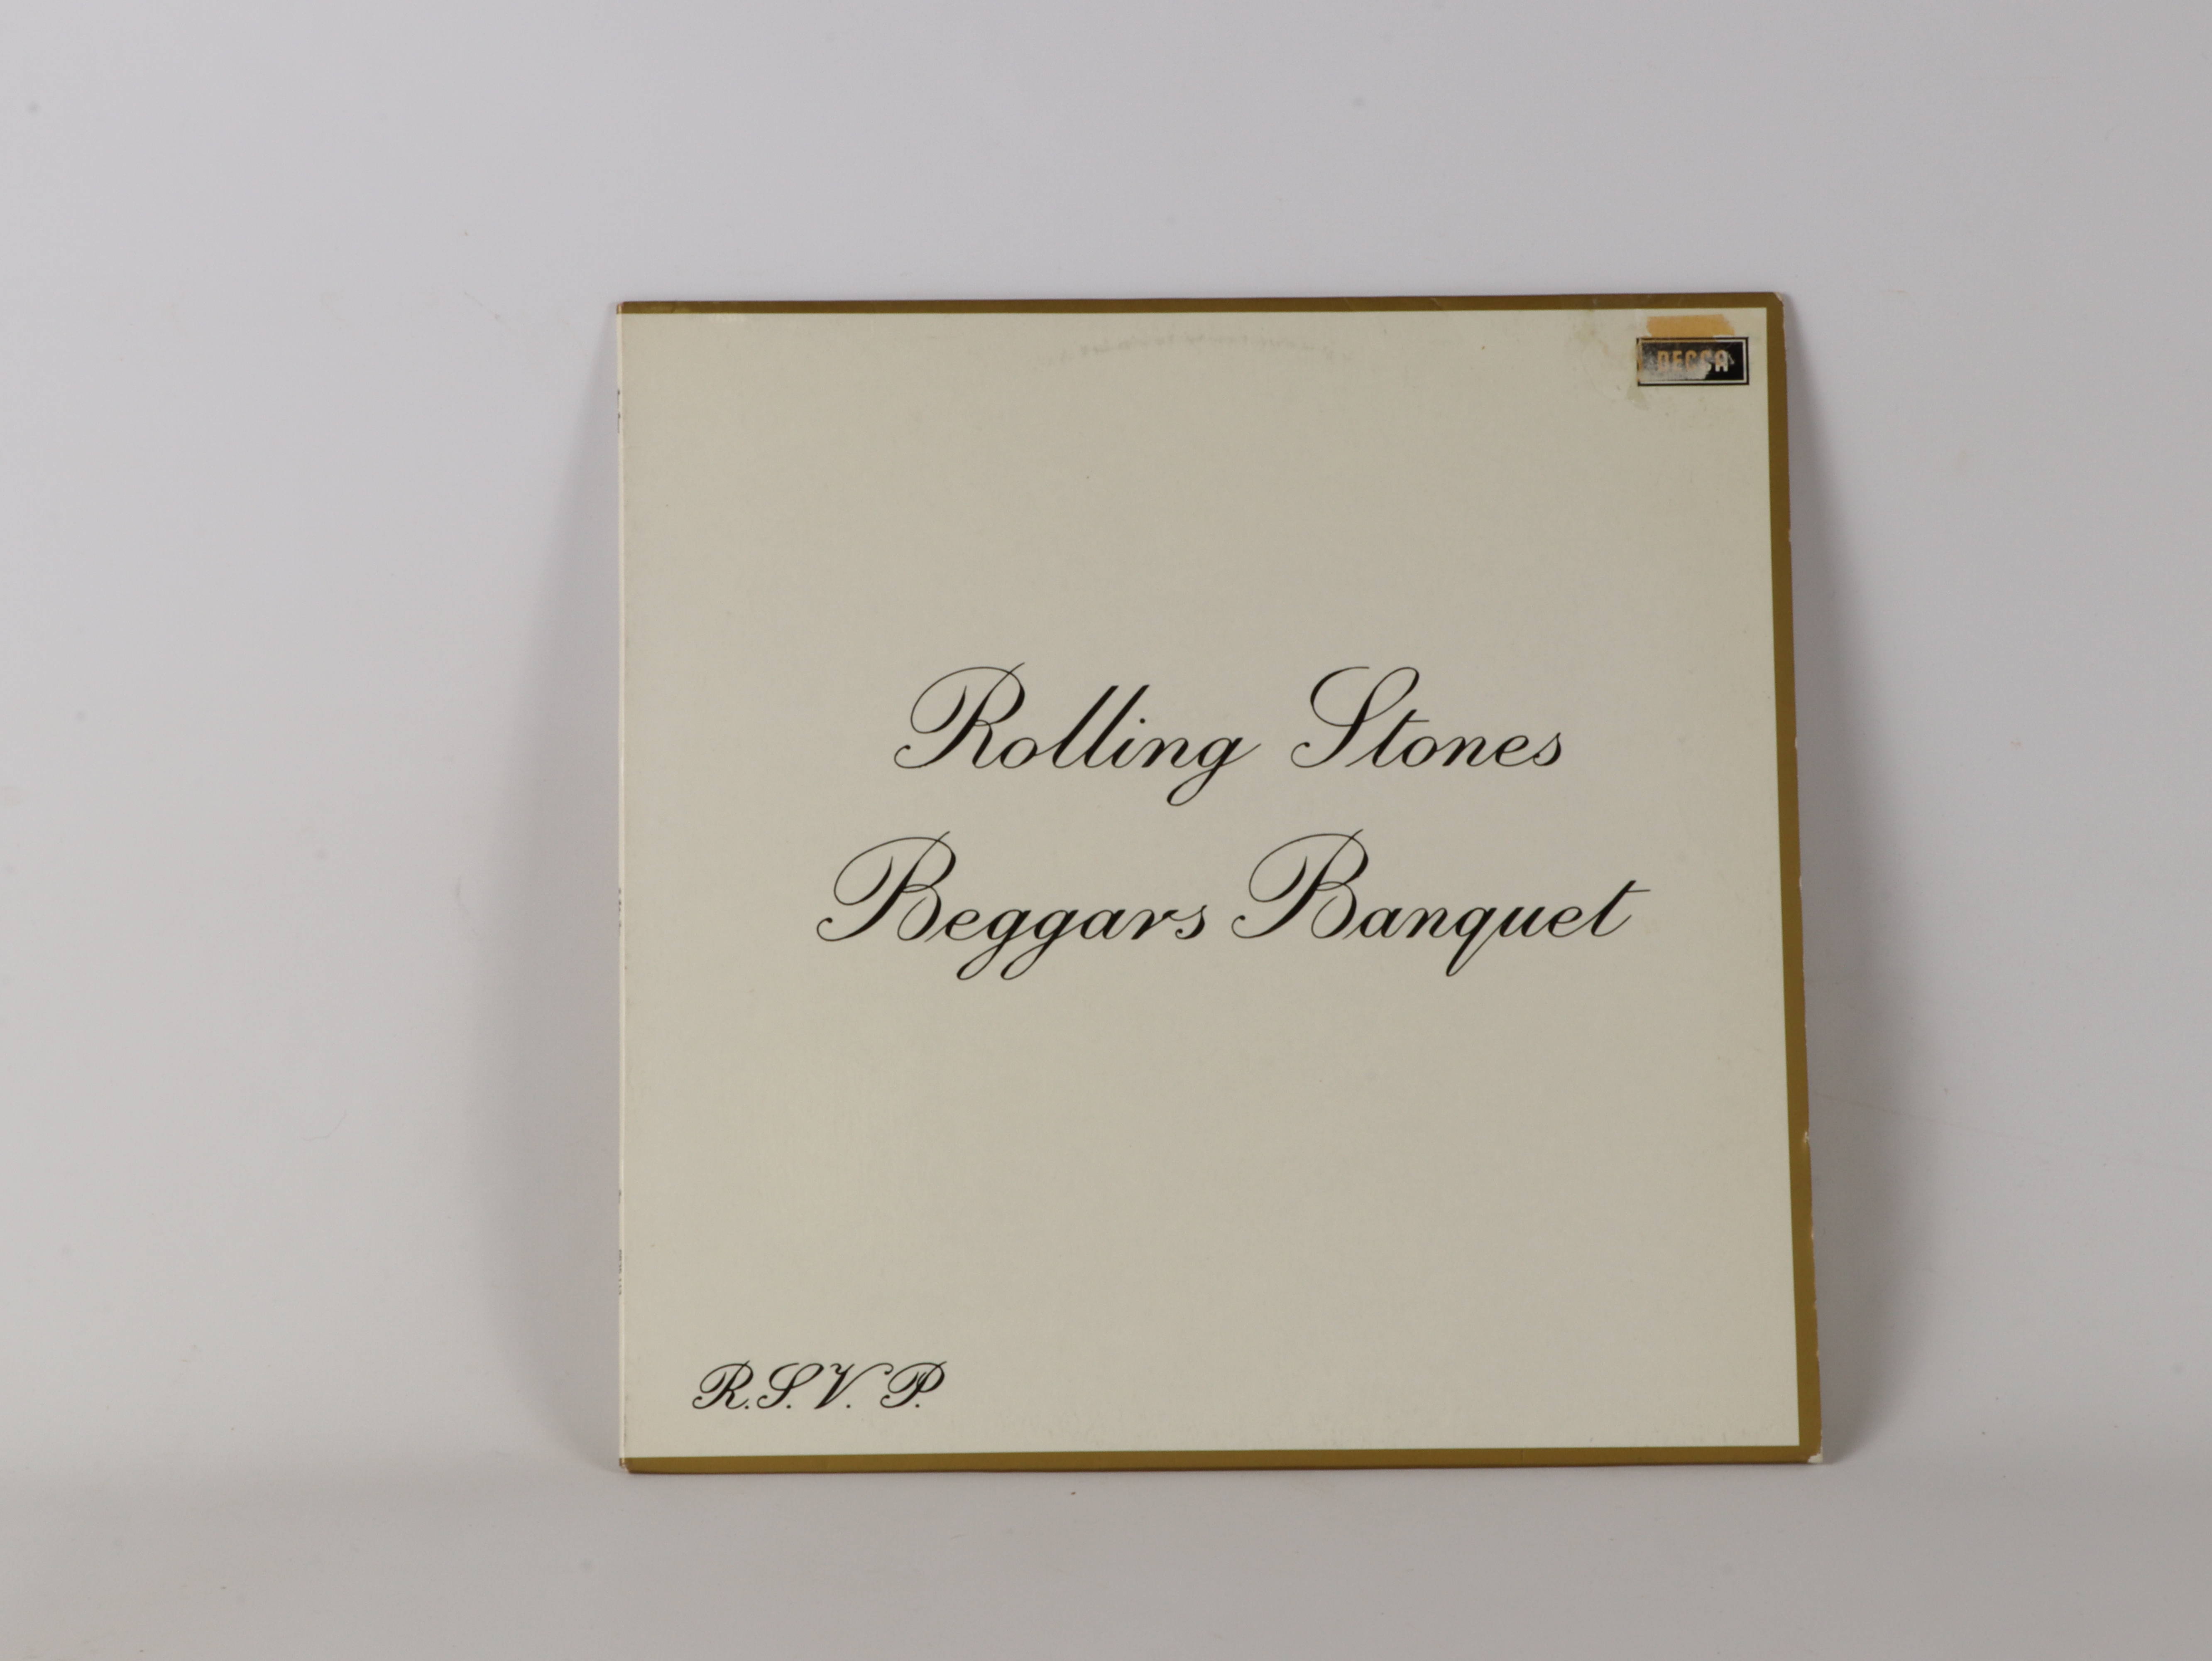 DECCA
Rolling Stones
Beggars Banquet
R.S.V.P.